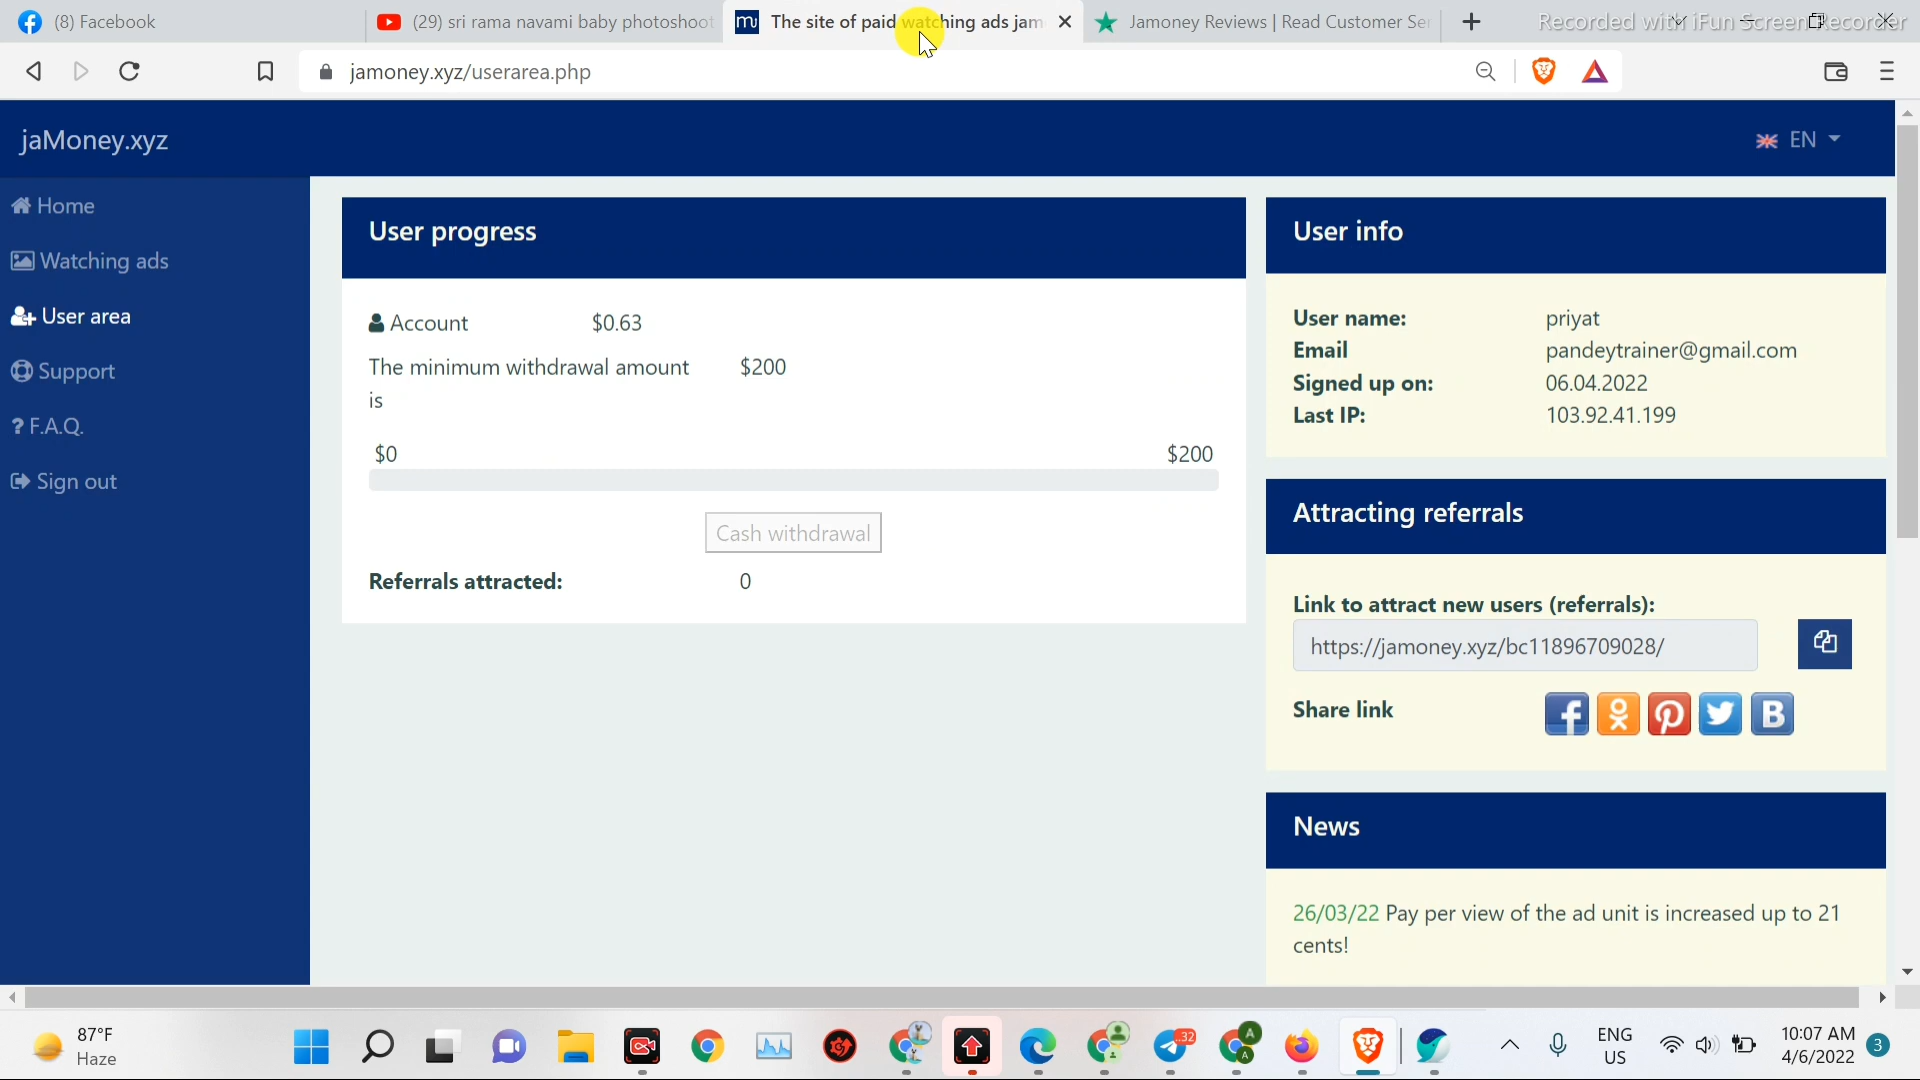 (8) Facebook
(29) sri rama navami baby photoshoot
The site of paid watching ads jam
Jamoney Reviews | Read Customer Ser
Recorded with iFun Screen Recorder
jamoney.xyz/userarea.php
jaMoney.xyz
EN
Home
Watching ads
User area
Support
? F.A.Q.
Sign out
User progress
Account $0.63
The minimum withdrawal amount $200
is
$0 $200
Cash withdrawal
Referrals attracted: 0
User info
User name: priyat
Email pandeytrainer@gmail.com
Signed up on: 06.04.2022
Last IP: 103.92.41.199
Attracting referrals
Link to attract new users (referrals):
https://jamoney.xyz/bc11896709028/
Share link
News
26/03/22 Pay per view of the ad unit is increased up to 21
cents!
87°F
Haze
32
A
A
ENG
US
10:07 AM
4/6/2022
3